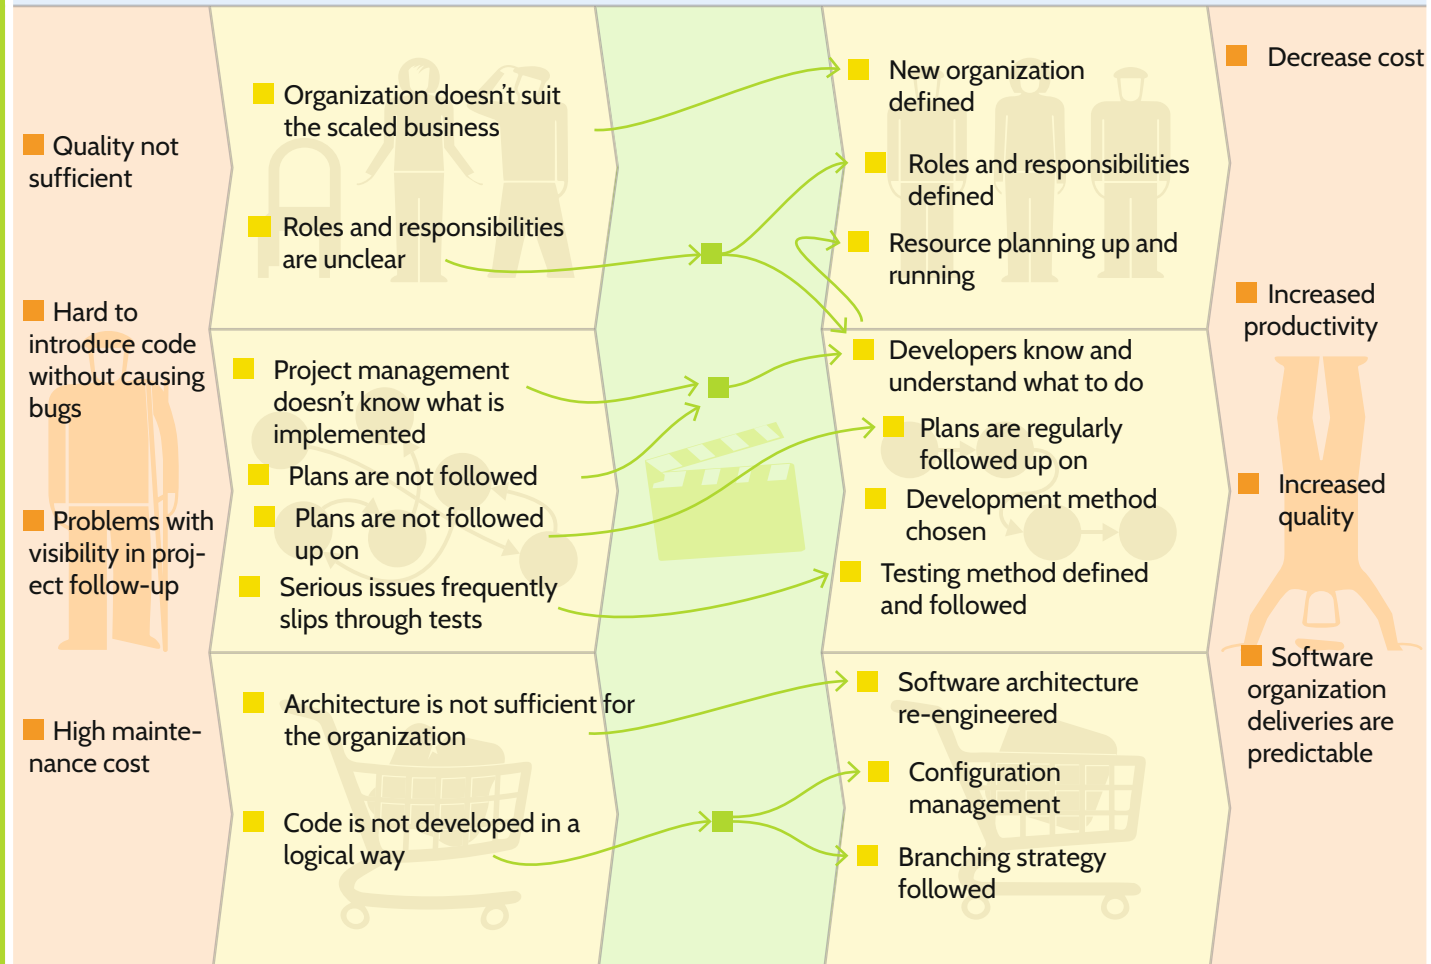 Quality not
sufficient
Hard to
introduce code
without causing
bugs
Problems with
visibility in proj-
ect follow-up
High mainte-
nance cost
Organization doesn't suit
the scaled business
Roles and responsibilities
are unclear
Project management
doesn't know what is
implemented
Plans are not followed
Plans are not followed
up on
Serious issues frequently
slips through tests
Architecture is not sufficient for
the organization
Code is not developed in a
logical way
New organization
defined
Roles and responsibilities
defined
Resource planning up and
running
Developers know and
understand what to do
Plans are regularly
followed up on
Development method
chosen
Testing method defined
and followed
Software architecture
re-engineered
Configuration
management
Branching strategy
followed
Decrease cost
Increased
productivity
Increased
quality
Software
organization
deliveries are
predictable